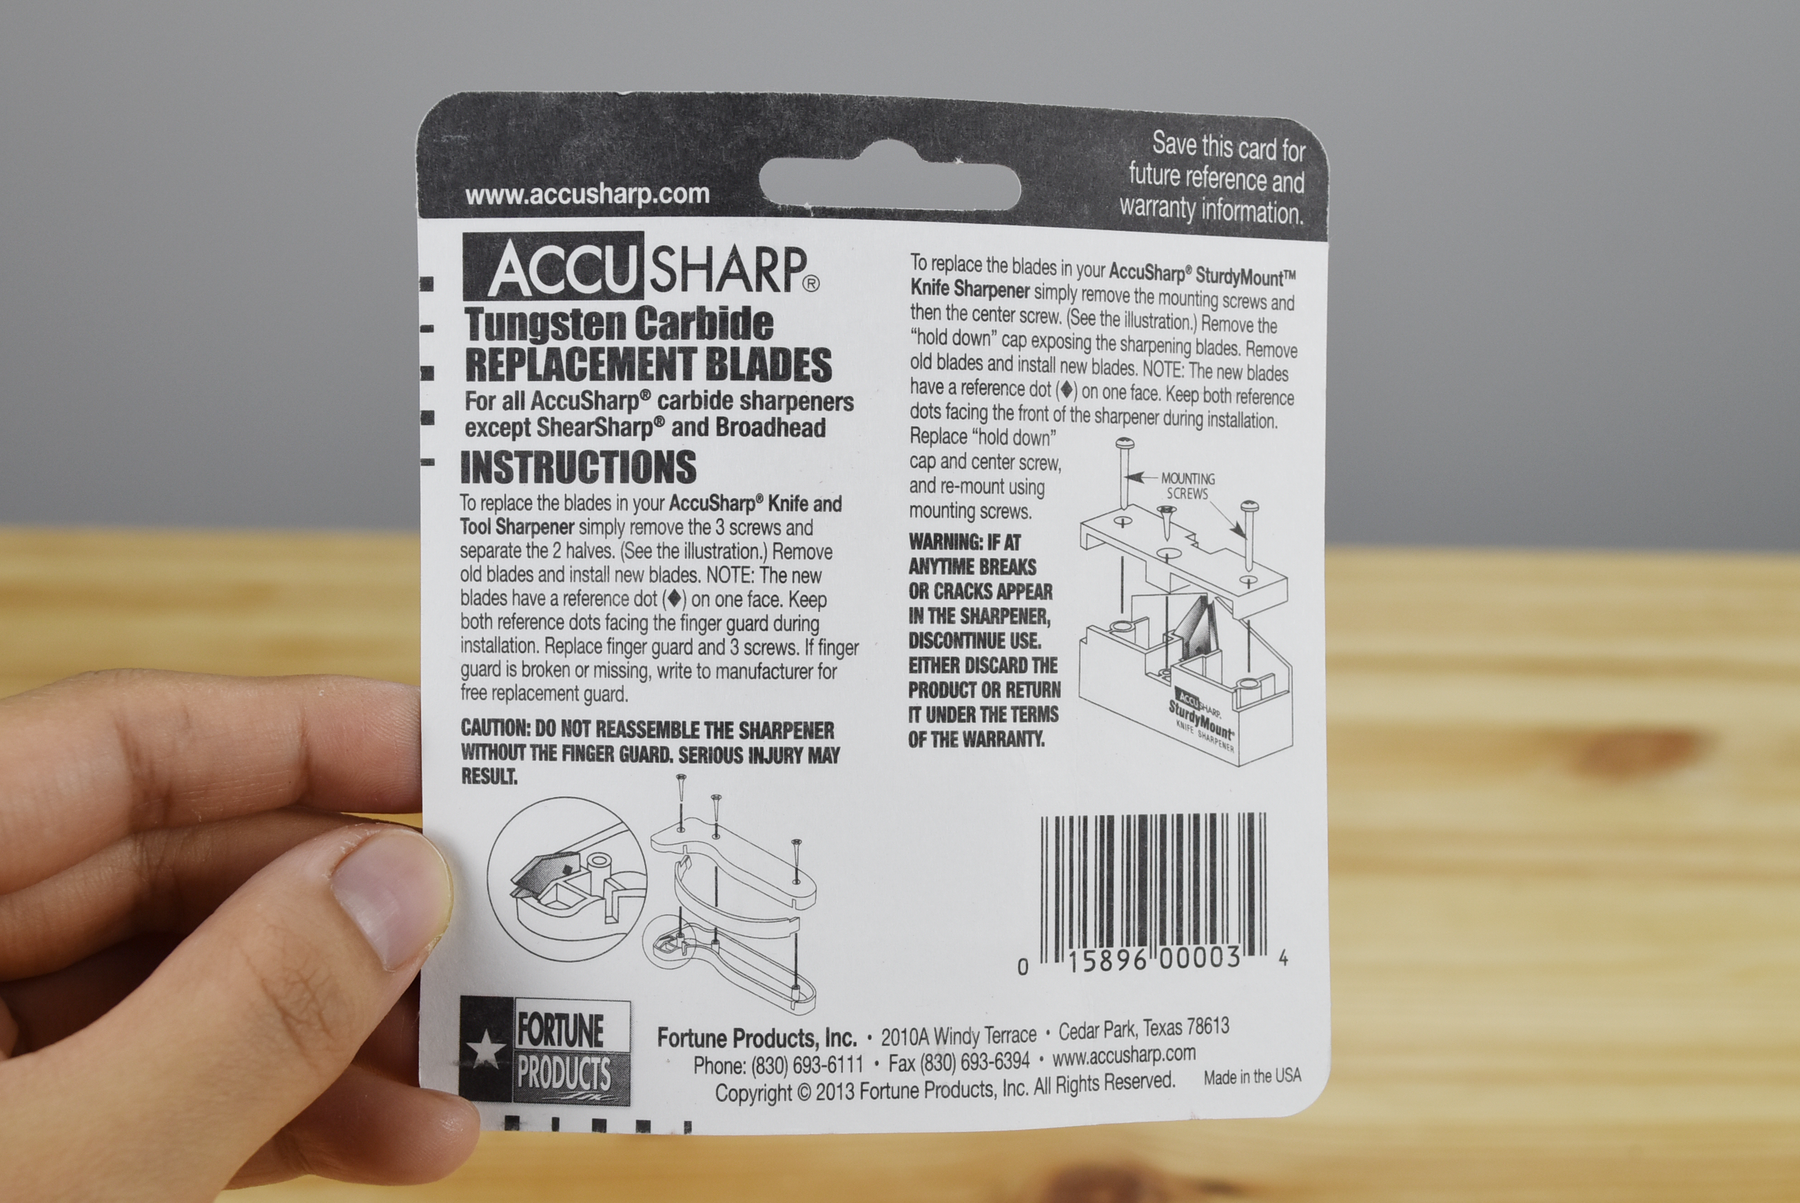 www.accusharp.com
Save this card for
future reference and
warranty information.
ACCUSHARP®
Tungsten Carbide
REPLACEMENT BLADES
For all AccuSharp® carbide sharpeners
except ShearSharp® and Broadhead
INSTRUCTIONS
To replace the blades in your AccuSharp® Knife and
Tool Sharpener simply remove the 3 screws and
separate the 2 halves. (See the illustration.) Remove
old blades and install new blades. NOTE: The new
blades have a reference dot (♦) on one face. Keep
both reference dots facing the finger guard during
installation. Replace finger guard and 3 screws. If finger
guard is broken or missing, write to manufacturer for
free replacement guard.
CAUTION: DO NOT REASSEMBLE THE SHARPENER
WITHOUT THE FINGER GUARD. SERIOUS INJURY MAY
RESULT.
To replace the blades in your AccuSharp® SturdyMount™
Knife Sharpener simply remove the mounting screws and
then the center screw. (See the illustration.) Remove the
“hold down” cap exposing the sharpening blades. Remove
old blades and install new blades. NOTE: The new blades
have a reference dot (♦) on one face. Keep both reference
dots facing the front of the sharpener during installation.
Replace “hold down”
cap and center screw,
and re-mount using
mounting screws.
MOUNTING
SCREWS
WARNING: IF AT
ANYTIME BREAKS
OR CRACKS APPEAR
IN THE SHARPENER,
DISCONTINUE USE.
EITHER DISCARD THE
PRODUCT OR RETURN
IT UNDER THE TERMS
OF THE WARRANTY.
ACCUSHARP.
SturdyMount®
KNIFE SHARPENER
0 15896 00003 4
FORTUNE
PRODUCTS
INC
Fortune Products, Inc. • 2010A Windy Terrace • Cedar Park, Texas 78613
Phone: (830) 693-6111 • Fax (830) 693-6394 • www.accusharp.com
Copyright © 2013 Fortune Products, Inc. All Rights Reserved.
Made in the USA